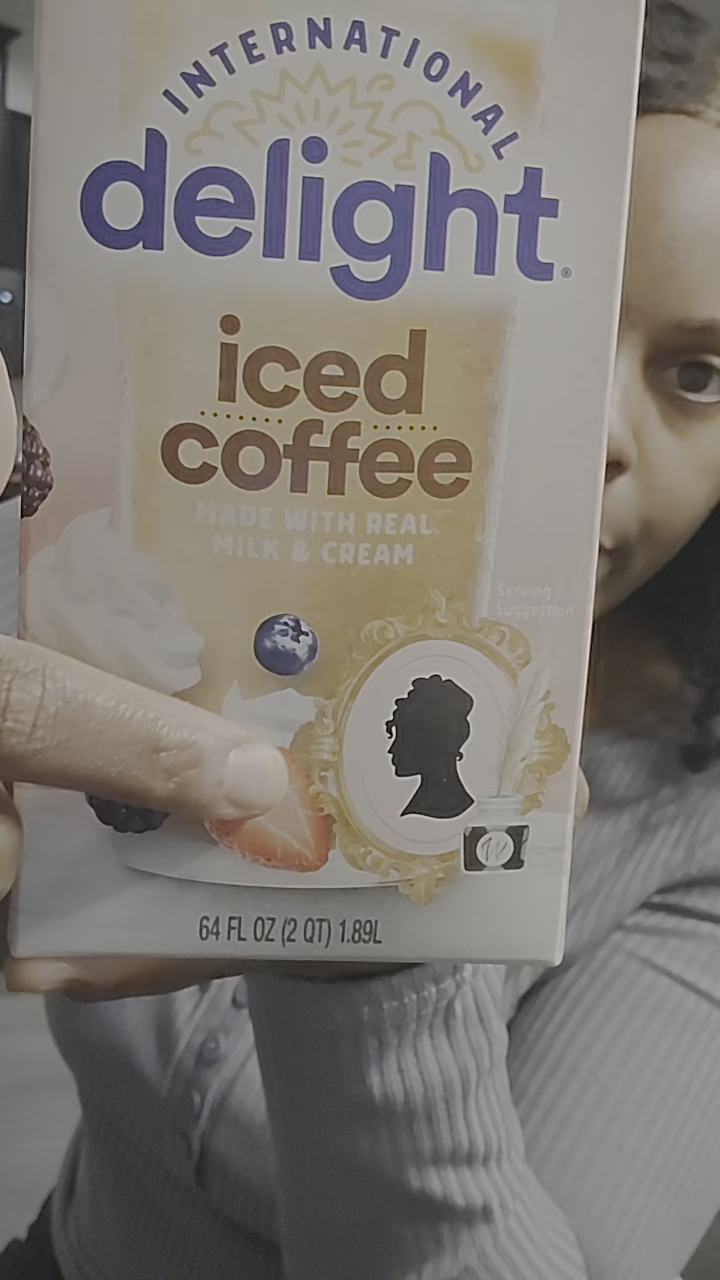 INTERNATIONAL
delight®
iced
coffee
MADE WITH REAL
MILK & CREAM
Serving
Suggestion
W
64 FL OZ (2 QT) 1.89L